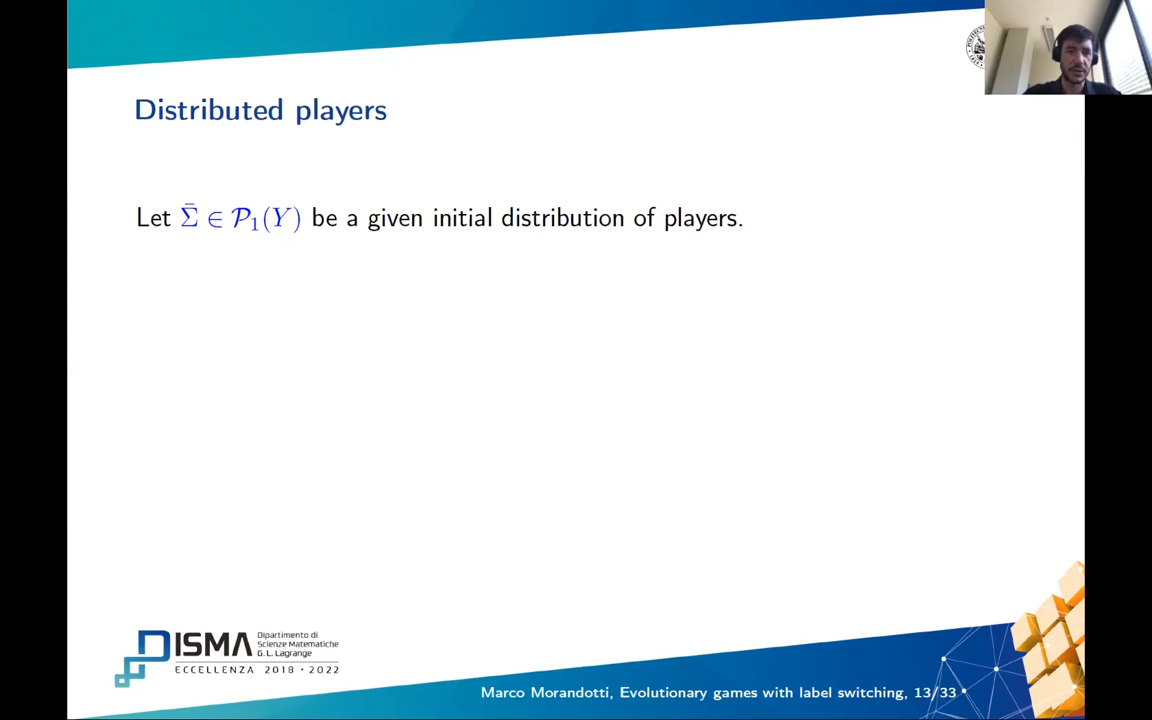 Distributed players
Let Σ̄ ∈ 𝒫₁(Y) be a given initial distribution of players.
DISMA
Dipartimento di
Scienze Matematiche
G. L. Lagrange
ECCELLENZA 2018 · 2022
Marco Morandotti, Evolutionary games with label switching, 13/33